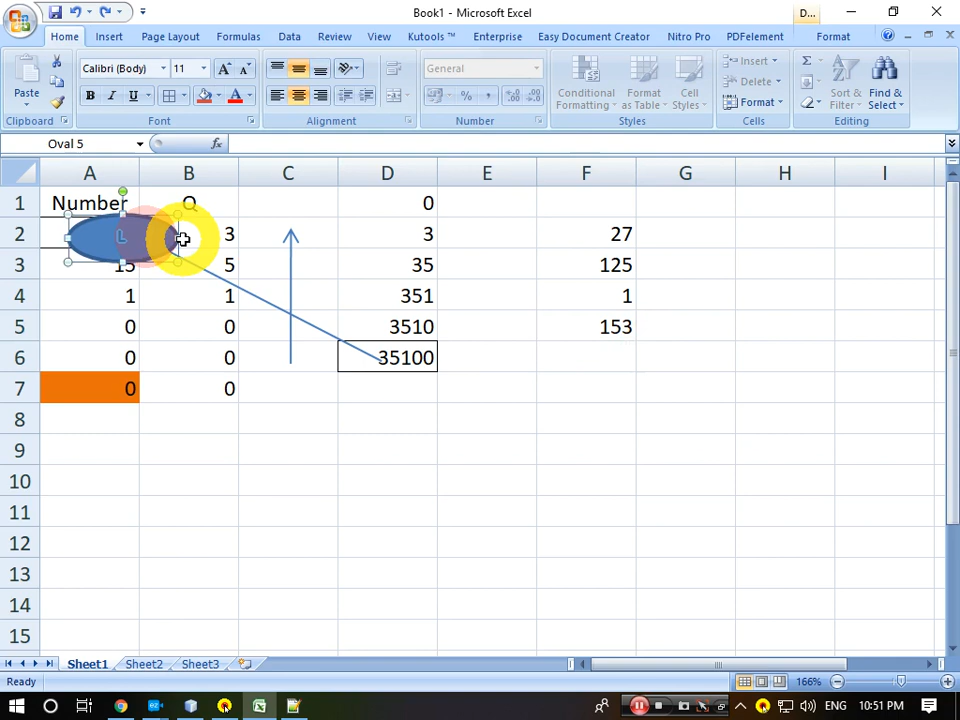 Book1 - Microsoft Excel
D...
Home Insert Page Layout Formulas Data Review View Kutools ™ Enterprise Easy Document Creator Nitro Pro PDFelement Format
Paste
Calibri (Body) 11
B I U
General
Conditional Formatting
Format as Table
Cell Styles
Insert
Delete
Format
Sort & Filter
Find & Select
Clipboard Font Alignment Number Styles Cells Editing
Oval 5
fx
A B C D E F G H I
1 Number Q 0
2 L 3 3 27
3 15 5 35 125
4 1 1 351 1
5 0 0 3510 153
6 0 0 35100
7 0 0
8
9
10
11
12
13
14
15
Sheet1 Sheet2 Sheet3
Ready 166%
ENG 10:51 PM